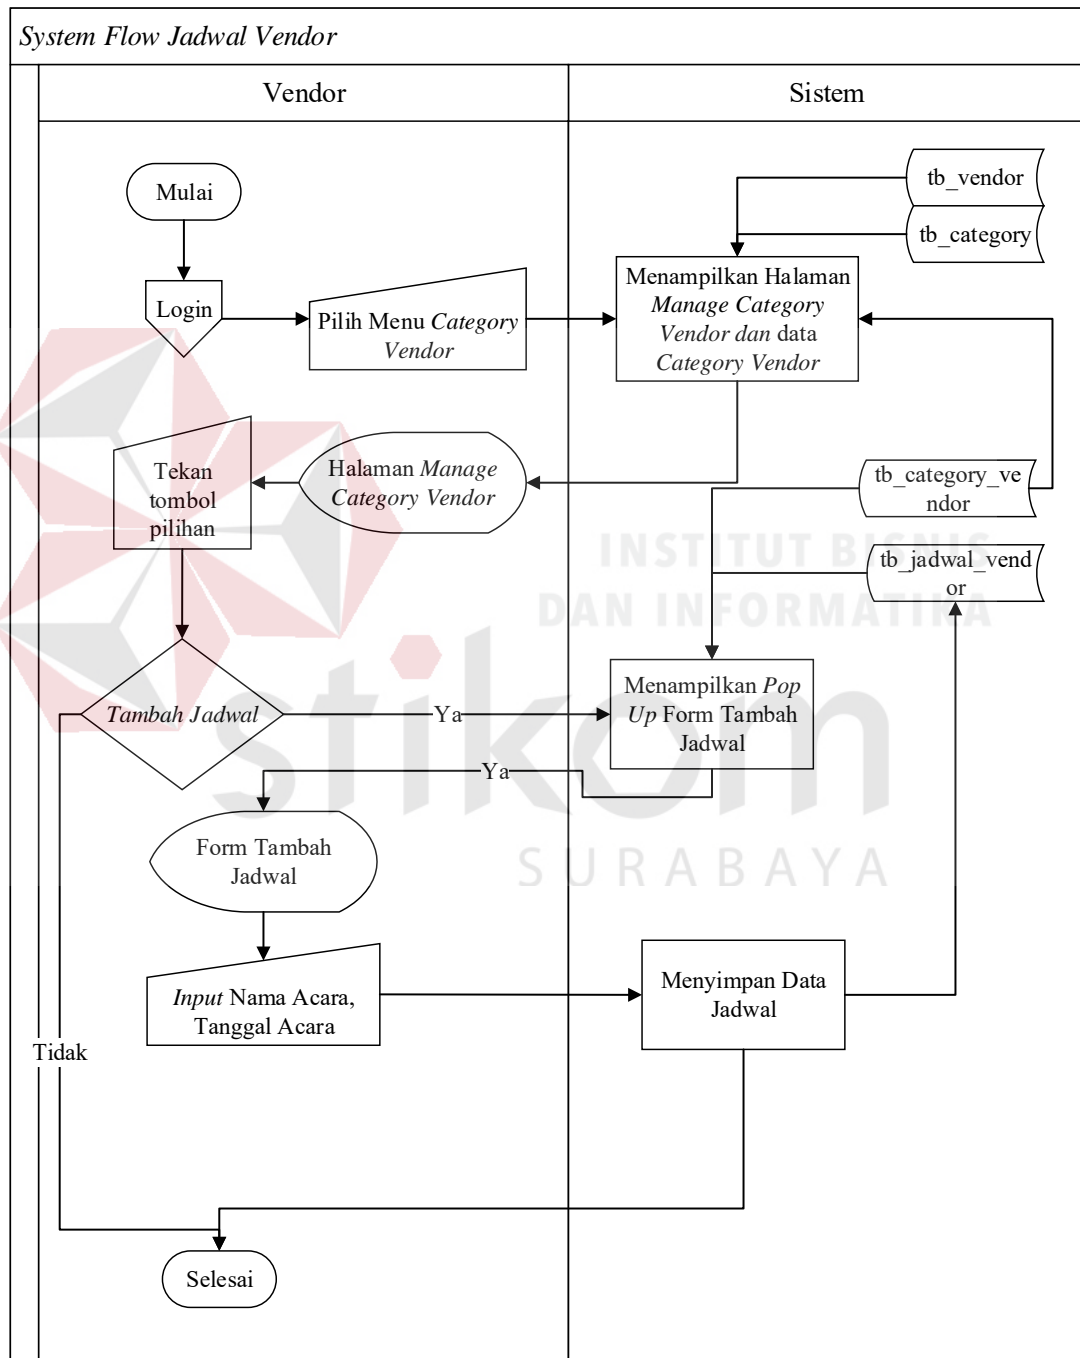 System Flow Jadwal Vendor
Vendor
Sistem
Mulai
tb_vendor
tb_category
Login
Pilih Menu Category
Vendor
Menampilkan Halaman
Manage Category
Vendor dan data
Category Vendor
Tekan
tombol
pilihan
Halaman Manage
Category Vendor
tb_category_ve
ndor
INSTITUT BISNIS
DAN INFORMATIKA
tb_jadwal_vend
or
Tambah Jadwal
Ya
Menampilkan Pop
Up Form Tambah
Jadwal
stikom
Ya
SURABAYA
Form Tambah
Jadwal
Input Nama Acara,
Tanggal Acara
Menyimpan Data
Jadwal
Tidak
Selesai